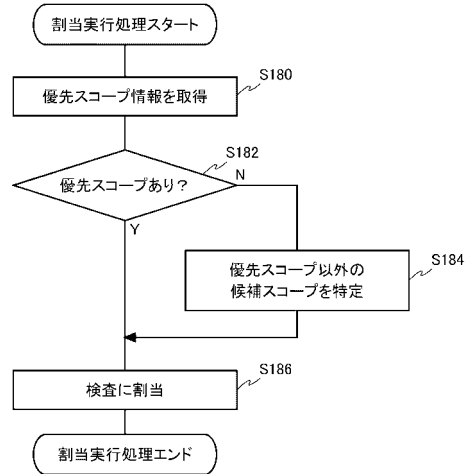 割当実行処理スタート
S180
優先スコープ情報を取得
S182
優先スコープあり？
N
Y
S184
優先スコープ以外の
候補スコープを特定
S186
検査に割当
割当実行処理エンド